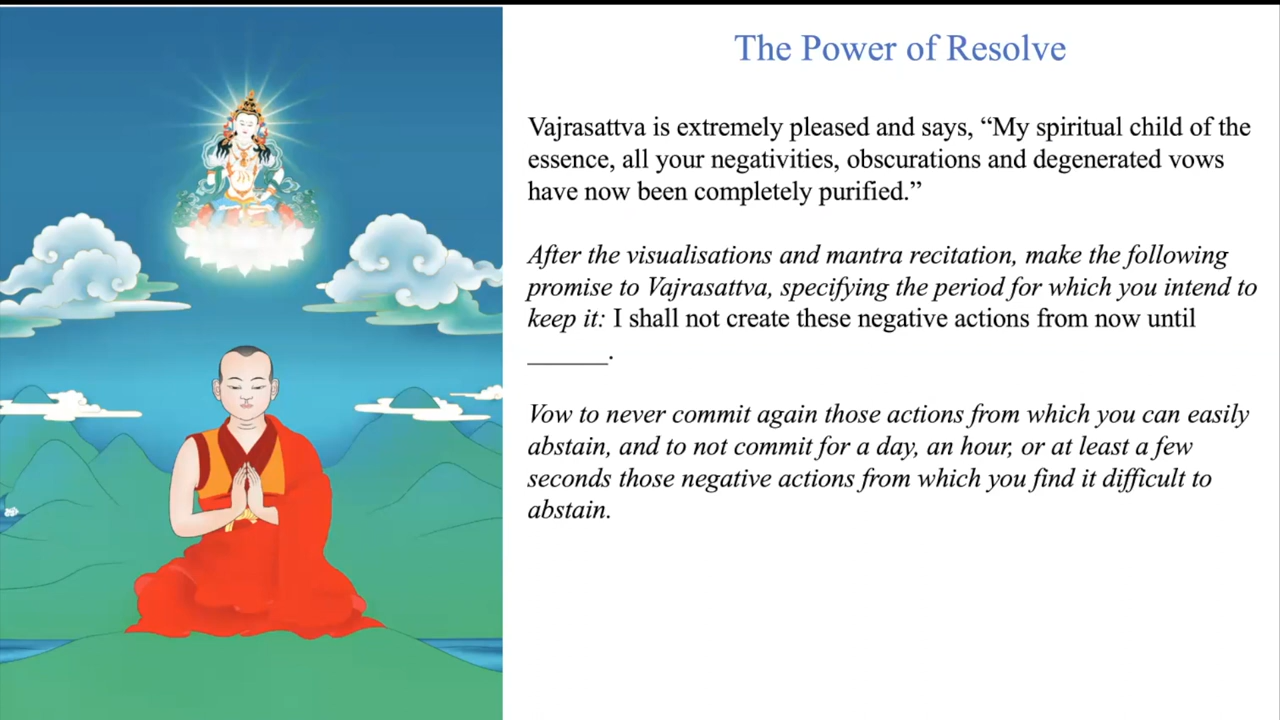 The Power of Resolve
Vajrasattva is extremely pleased and says, “My spiritual child of the
essence, all your negativities, obscurations and degenerated vows
have now been completely purified.”
After the visualisations and mantra recitation, make the following
promise to Vajrasattva, specifying the period for which you intend to
keep it: I shall not create these negative actions from now until
______.
Vow to never commit again those actions from which you can easily
abstain, and to not commit for a day, an hour, or at least a few
seconds those negative actions from which you find it difficult to
abstain.